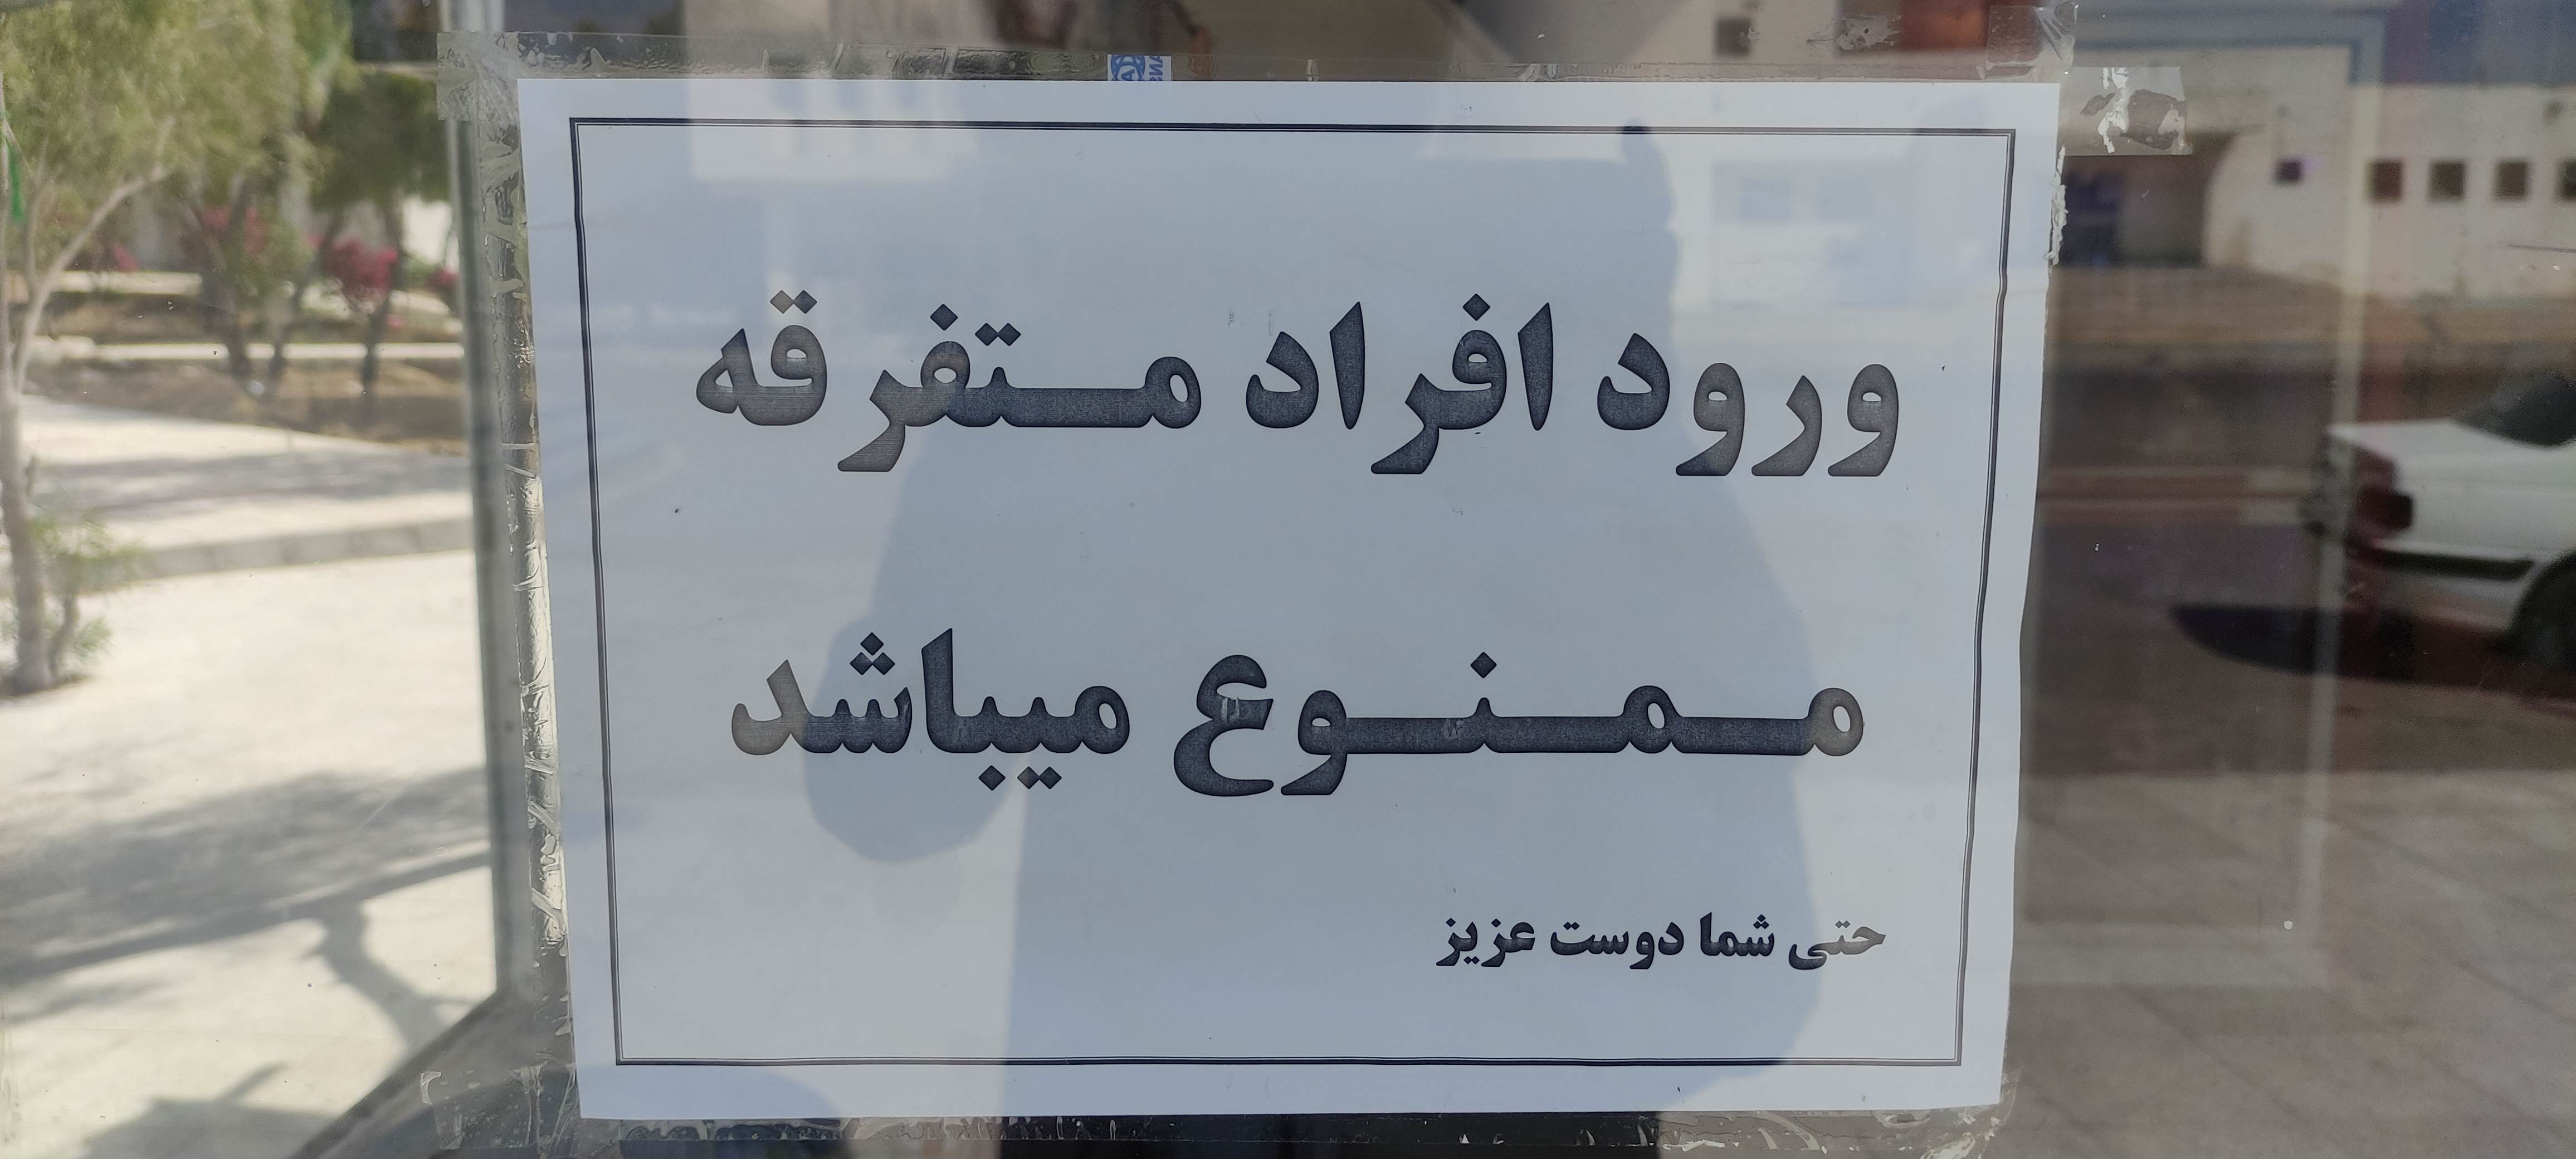 ورود افراد متفرقه
ممنوع میباشد
حتی شما دوست عزیز